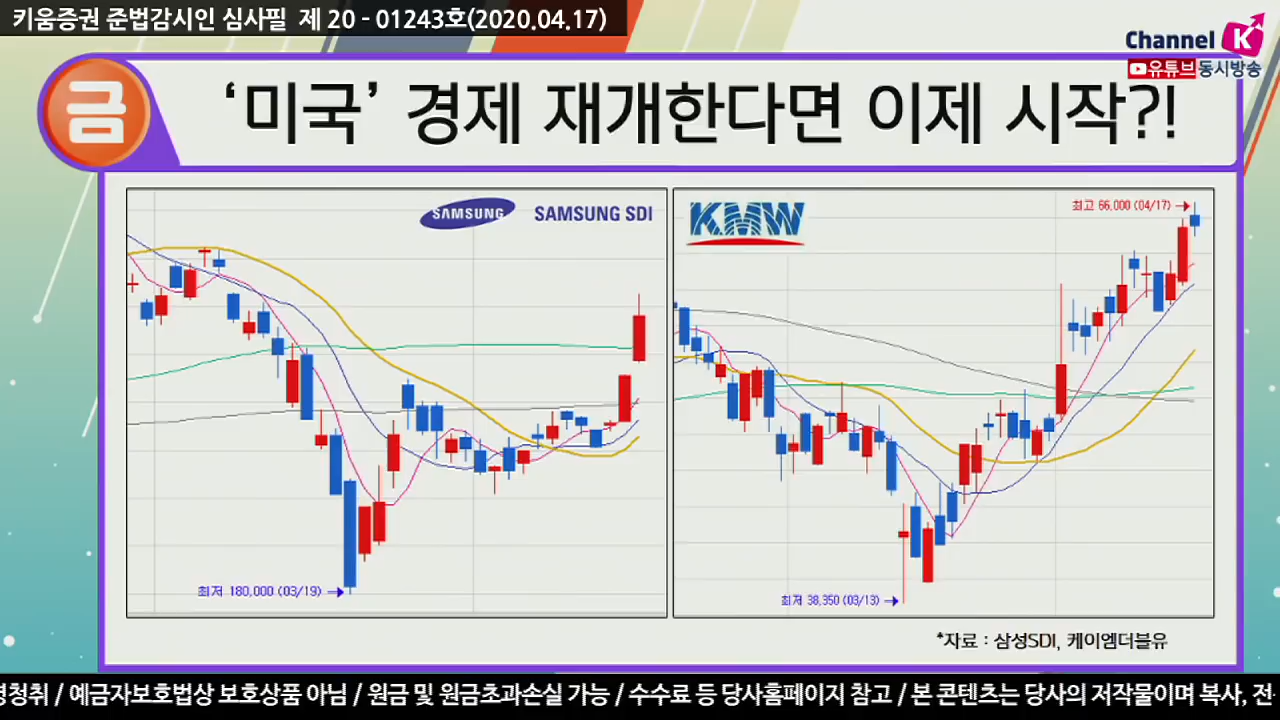 키움증권 준법감시인 심사필 제 20 - 01243호(2020.04.17)
Channel K
유튜브동시방송
금
‘미국’ 경제 재개한다면 이제 시작?!
SAMSUNG SAMSUNG SDI
최저 180,000 (03/19)
KMW
최고 66,000 (04/17)
최저 38,350 (03/13)
*자료 : 삼성SDI, 케이엠더블유
청취 / 예금자보호법상 보호상품 아님 / 원금 및 원금초과손실 가능 / 수수료 등 당사홈페이지 참고 / 본 콘텐츠는 당사의 저작물이며 복사, 전